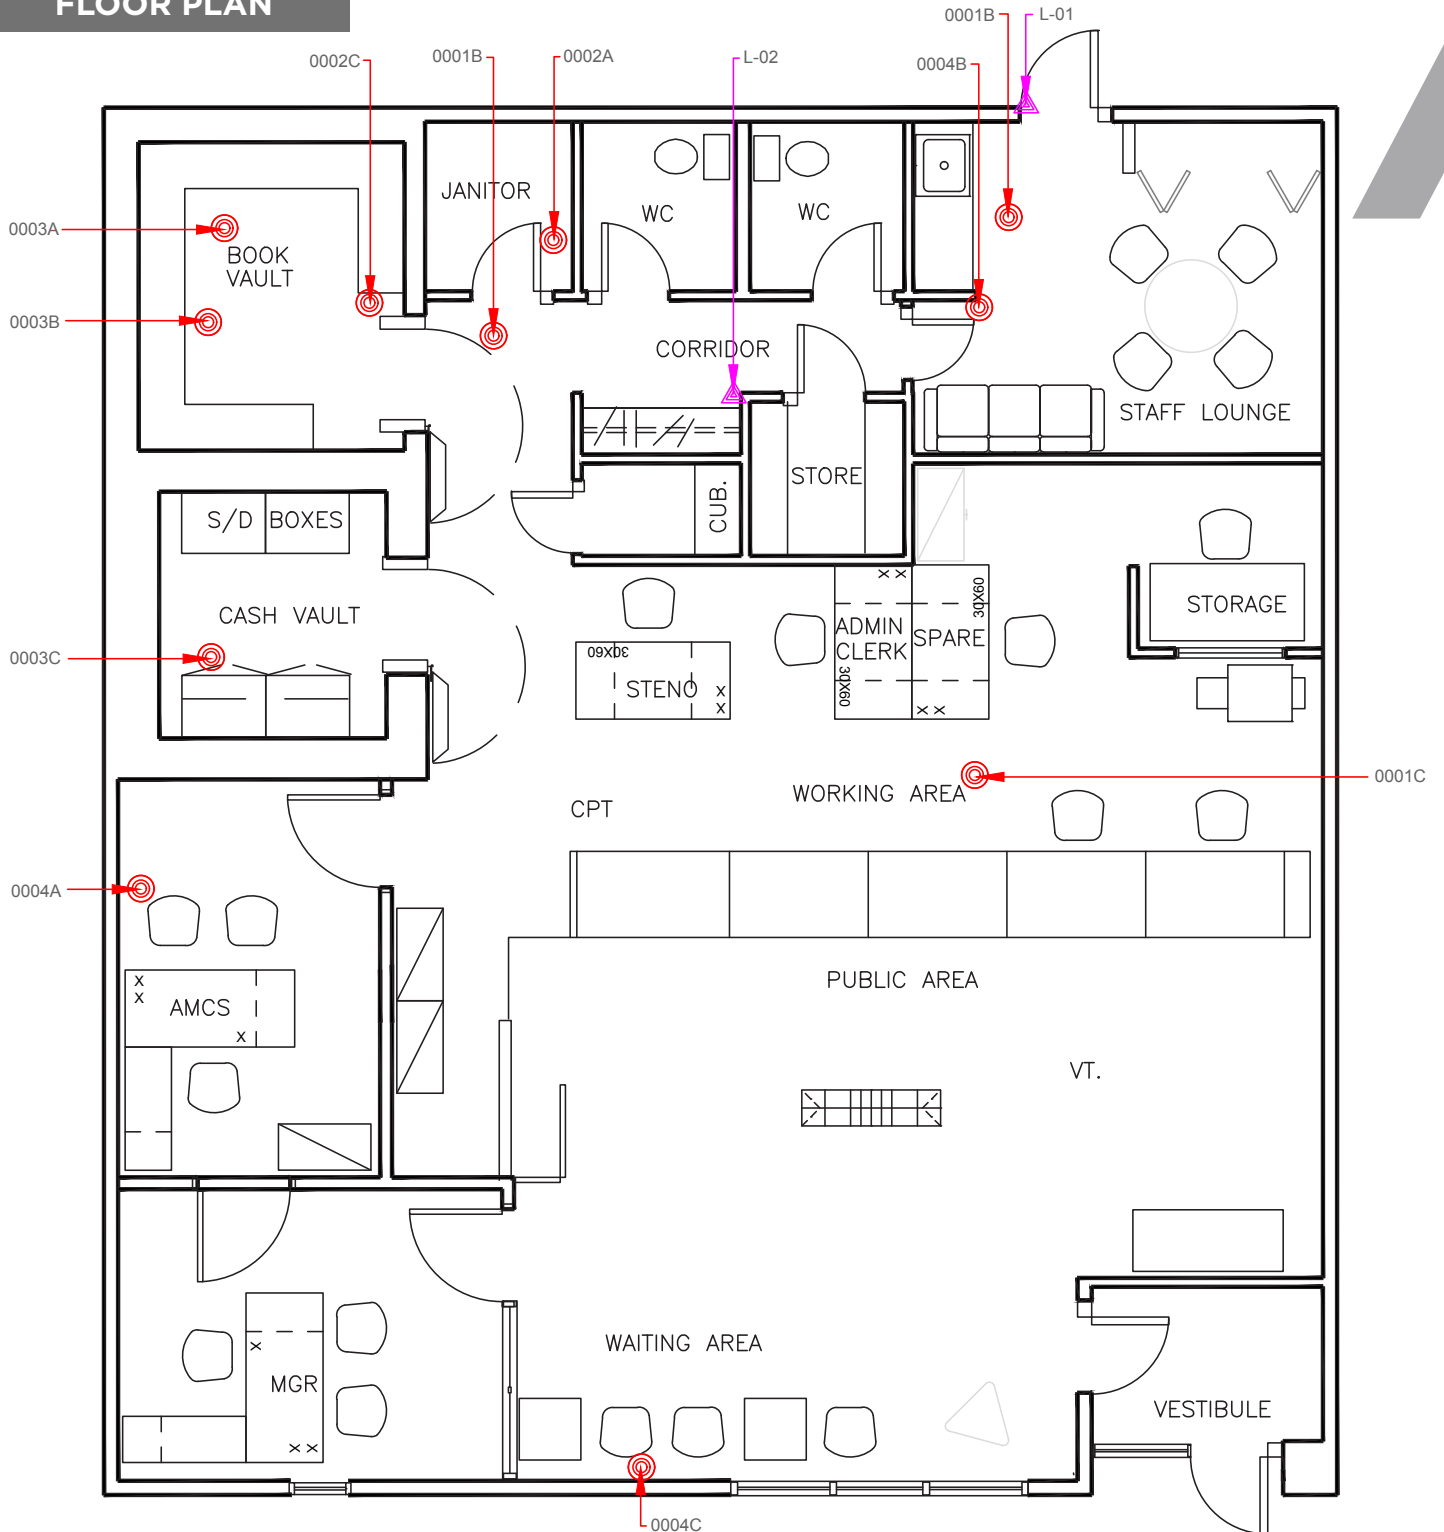 FLOOR PLAN
0001B
L-01
0002C
0001B
0002A
L-02
0004B
JANITOR
WC
WC
0003A
BOOK
VAULT
0003B
CORRIDOR
STAFF LOUNGE
STORE
CUB.
S/D BOXES
CASH VAULT
30X60
STORAGE
ADMIN
CLERK
SPARE
30X60
0003C
30X60
STENO
X X
X
X
X X
WORKING AREA
0001C
CPT
0004A
X
X
AMCS
X
PUBLIC AREA
VT.
WAITING AREA
X
MGR
X X
VESTIBULE
0004C